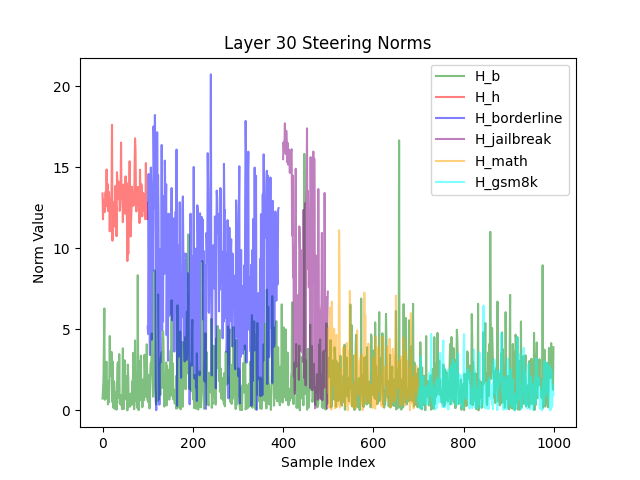 Layer 30 Steering Norms
Norm Value
20
15
10
5
0
0
200
400
600
800
1000
Sample Index
H_b
H_h
H_borderline
H_jailbreak
H_math
H_gsm8k